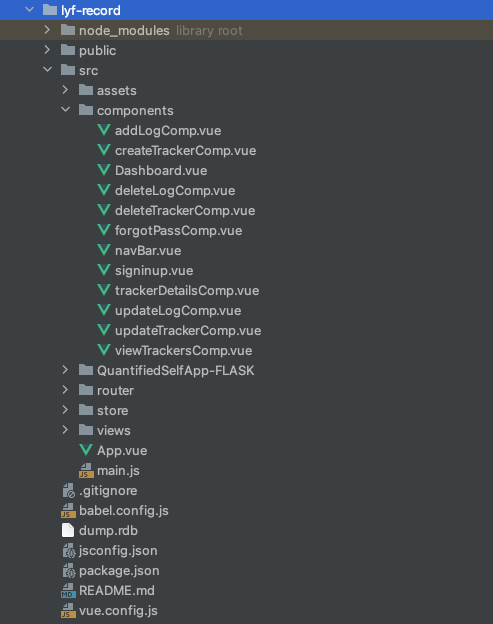 lyf-record
node_modules library root
public
src
assets
components
addLogComp.vue
createTrackerComp.vue
Dashboard.vue
deleteLogComp.vue
deleteTrackerComp.vue
forgotPassComp.vue
navBar.vue
signinup.vue
trackerDetailsComp.vue
updateLogComp.vue
updateTrackerComp.vue
viewTrackersComp.vue
QuantifiedSelfApp-FLASK
router
store
views
App.vue
main.js
.gitignore
babel.config.js
dump.rdb
jsconfig.json
package.json
README.md
vue.config.js